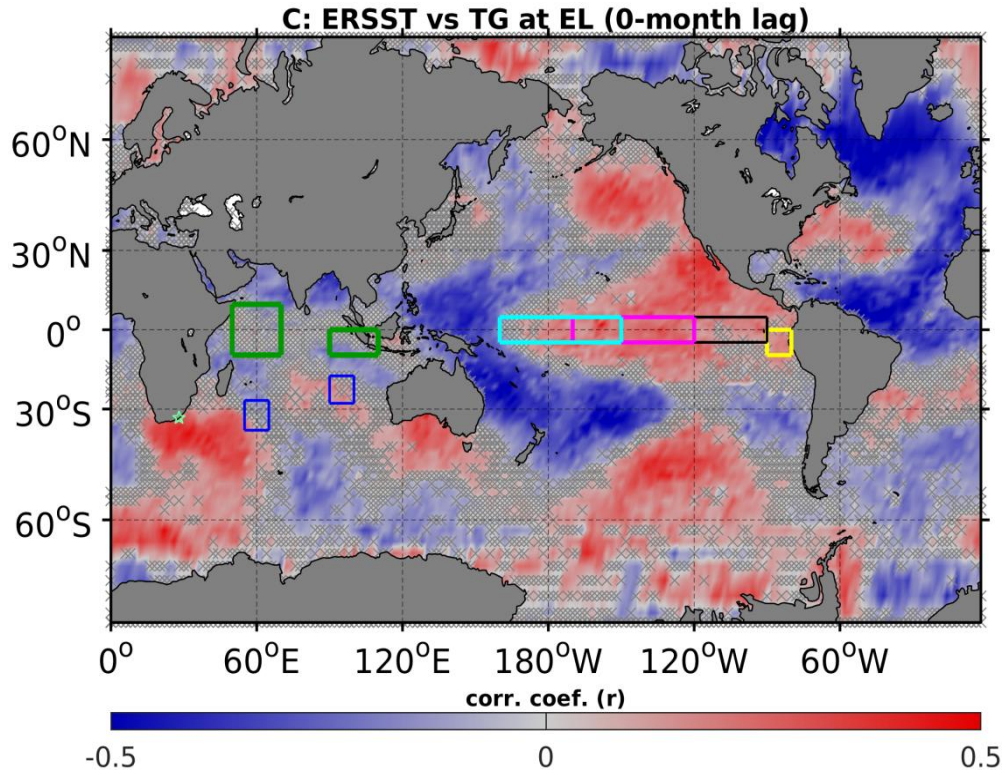 C: ERSST vs TG at EL (0-month lag)
60°N
30°N
0°
30°S
60°S
0° 60°E 120°E 180°W 120°W 60°W
corr. coef. (r)
-0.5 0 0.5